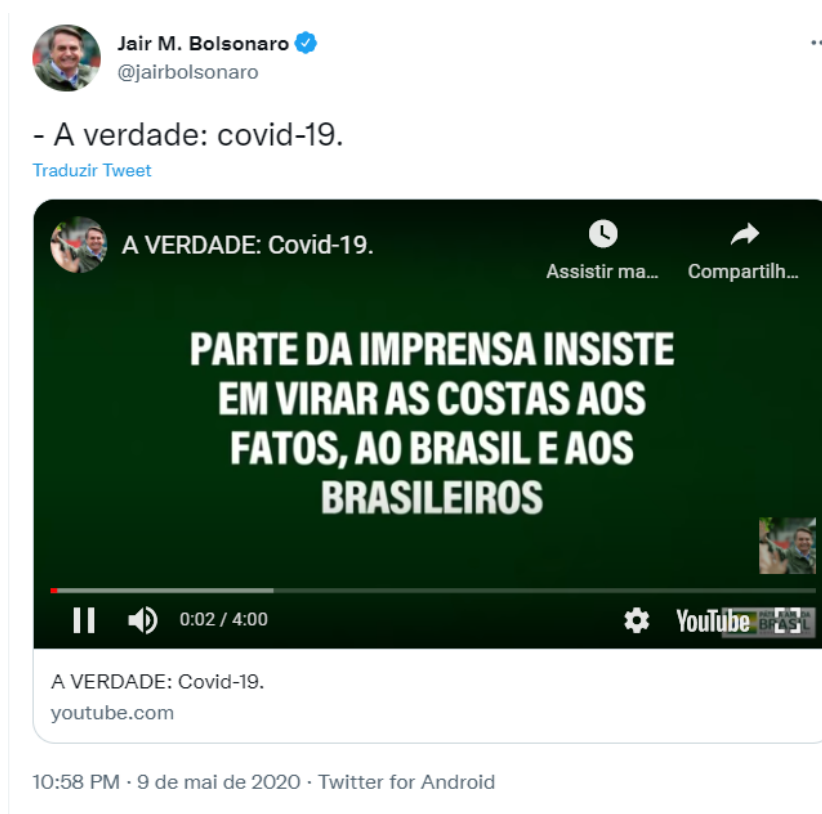 Jair M. Bolsonaro
@jairbolsonaro
- A verdade: covid-19.
Traduzir Tweet
A VERDADE: Covid-19.
Assistir ma...
Compartilh...
PARTE DA IMPRENSA INSISTE
EM VIRAR AS COSTAS AOS
FATOS, AO BRASIL E AOS
BRASILEIROS
0:02 / 4:00
YouTube
BRASIL
A VERDADE: Covid-19.
youtube.com
10:58 PM · 9 de mai de 2020 · Twitter for Android